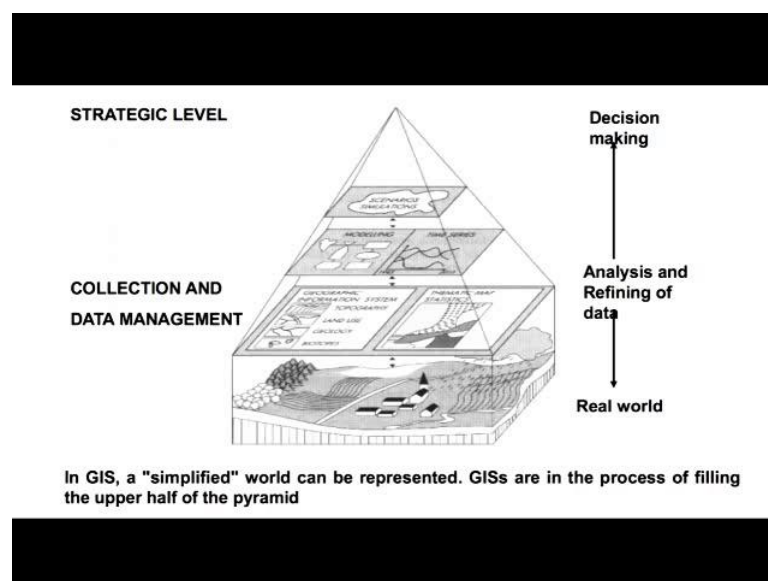 STRATEGIC LEVEL
Decision
making
SCENARIOS
SIMULATIONS
MODELLING
TIME SERIES
COLLECTION AND
DATA MANAGEMENT
GEOGRAPHIC
INFORMATION SYSTEM
TOPOGRAPHY
LAND USE
GEOLOGY
BIOTOPES
THEMATIC MAP
STATISTICS
Analysis and
Refining of
data
Real world
In GIS, a "simplified" world can be represented. GISs are in the process of filling
the upper half of the pyramid